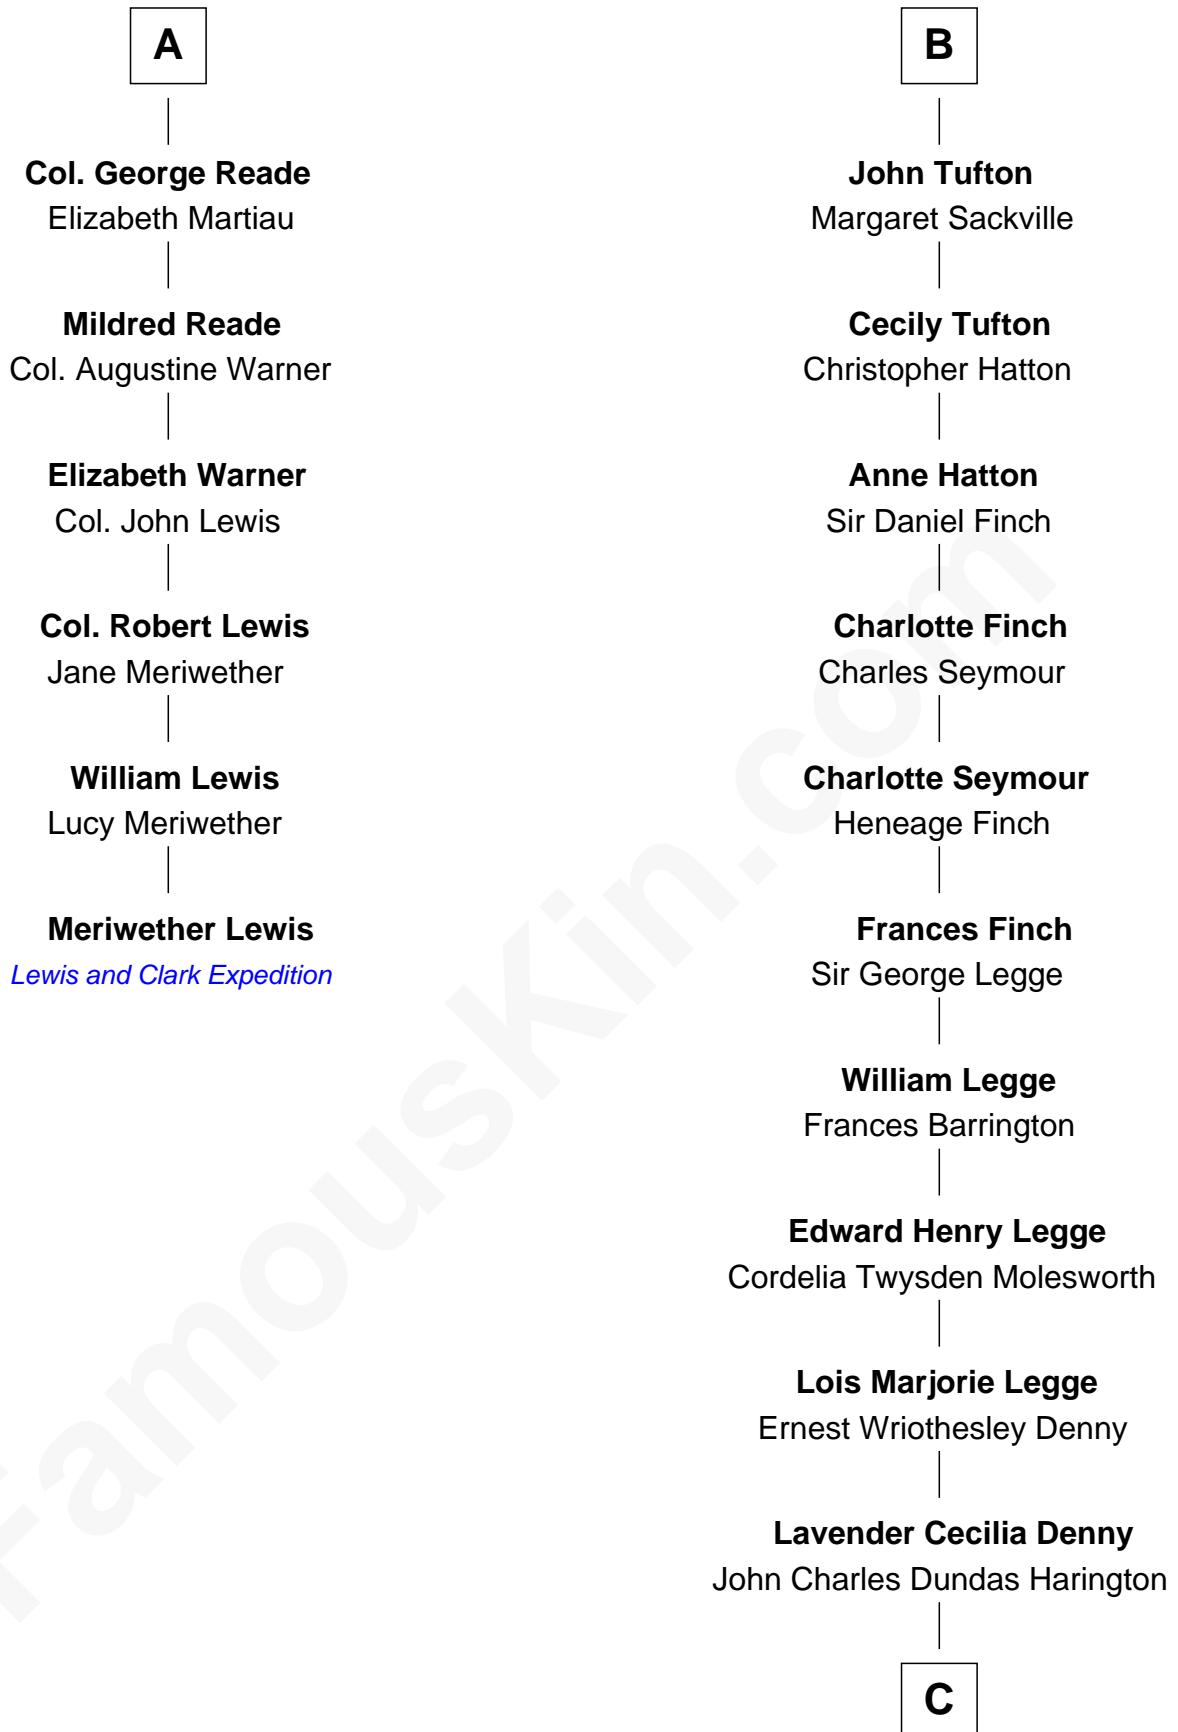 A
Col. George Reade
Elizabeth Martiau
Mildred Reade
Col. Augustine Warner
Elizabeth Warner
Col. John Lewis
Col. Robert Lewis
Jane Meriwether
William Lewis
Lucy Meriwether
Meriwether Lewis
Lewis and Clark Expedition
B
John Tufton
Margaret Sackville
Cecily Tufton
Christopher Hatton
Anne Hatton
Sir Daniel Finch
Charlotte Finch
Charles Seymour
Charlotte Seymour
Heneage Finch
Frances Finch
Sir George Legge
William Legge
Frances Barrington
Edward Henry Legge
Cordelia Twysden Molesworth
Lois Marjorie Legge
Ernest Wriothesley Denny
Lavender Cecilia Denny
John Charles Dundas Harington
C
FamousKin.com